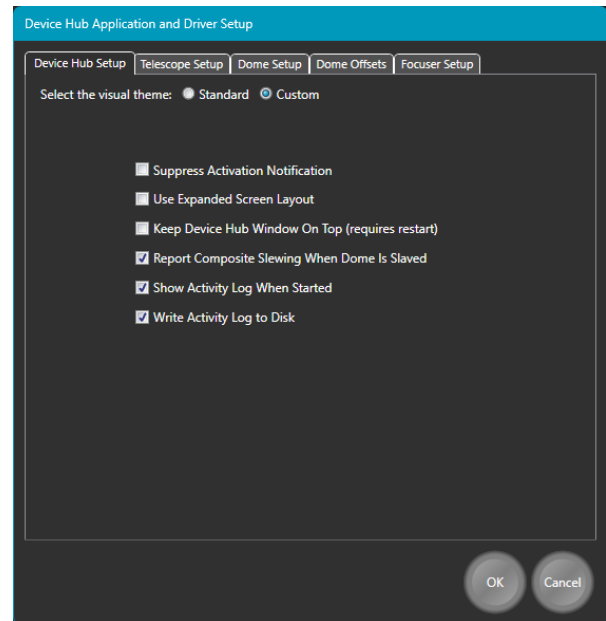 Device Hub Application and Driver Setup
Device Hub Setup Telescope Setup Dome Setup Dome Offsets Focuser Setup
Select the visual theme: Standard Custom
Suppress Activation Notification
Use Expanded Screen Layout
Keep Device Hub Window On Top (requires restart)
Report Composite Slewing When Dome Is Slaved
Show Activity Log When Started
Write Activity Log to Disk
OK Cancel